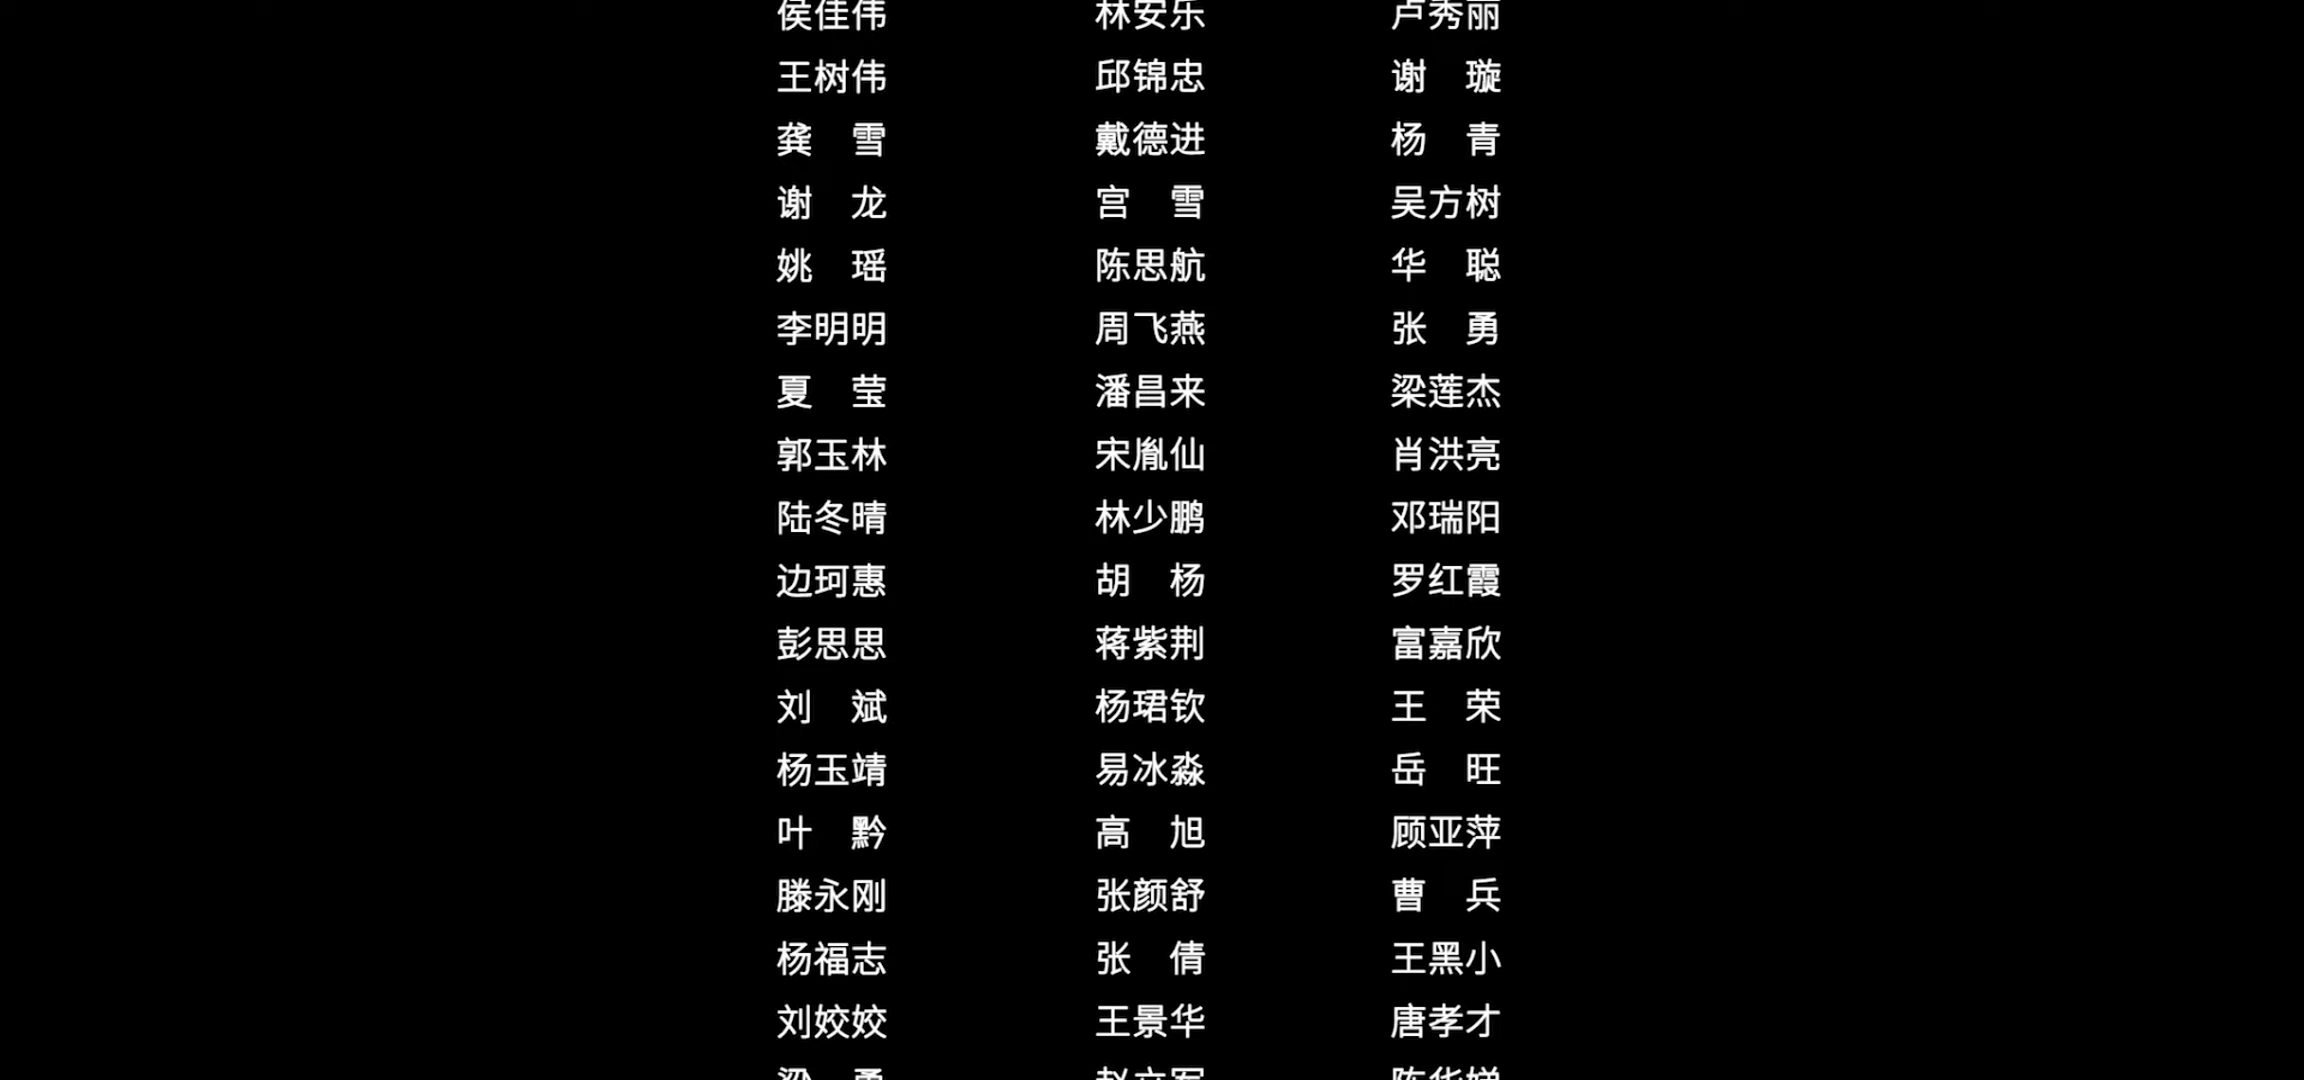 侯佳伟 林安乐 卢秀丽
王树伟 邱锦忠 谢　璇
龚　雪 戴德进 杨　青
谢　龙 宫　雪 吴方树
姚　瑶 陈思航 华　聪
李明明 周飞燕 张　勇
夏　莹 潘昌来 梁莲杰
郭玉林 宋胤仙 肖洪亮
陆冬晴 林少鹏 邓瑞阳
边珂惠 胡　杨 罗红霞
彭思思 蒋紫荆 富嘉欣
刘　斌 杨珺钦 王　荣
杨玉靖 易冰淼 岳　旺
叶　黔 高　旭 顾亚萍
滕永刚 张颜舒 曹　兵
杨福志 张　倩 王黑小
刘姣姣 王景华 唐孝才
梁　勇 赵立军